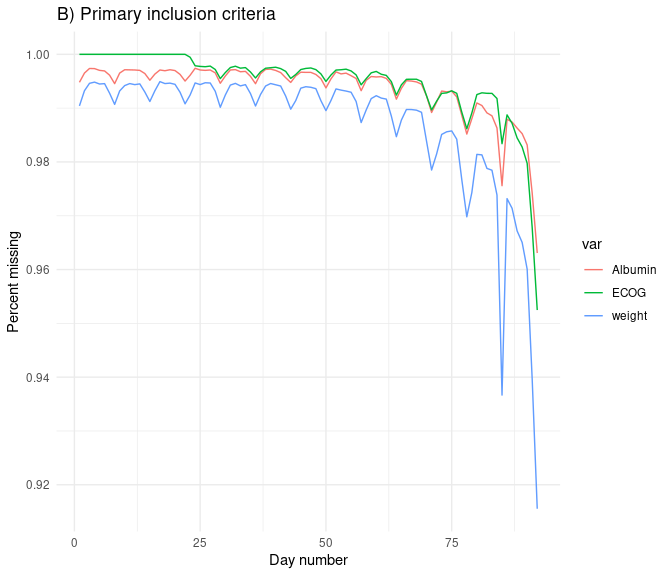 B) Primary inclusion criteria
Percent missing
1.00
0.98
0.96
0.94
0.92
0
25
50
75
Day number
var
Albumin
ECOG
weight